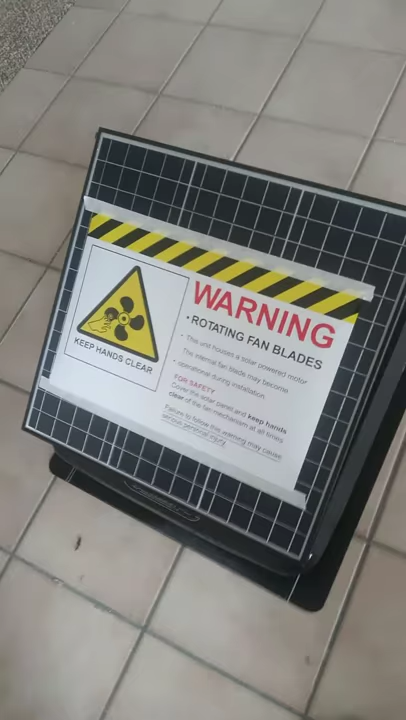 WARNING
• ROTATING FAN BLADES
KEEP HANDS CLEAR
• This unit houses a solar powered motor
The internal fan blade may become
• operational during installation.
FOR SAFETY
Cover the solar panel and keep hands
clear of the fan mechanism at all times
Failure to follow this warning may cause
serious personal injury.